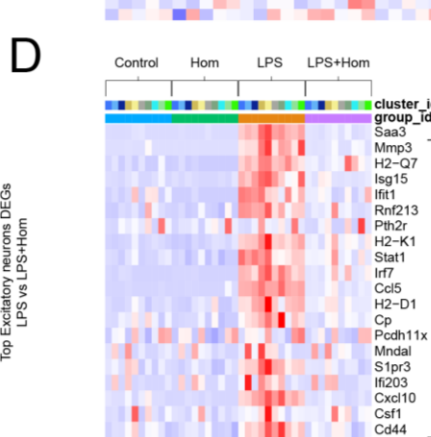 D
Control Hom LPS LPS+Hom
cluster_i
group_id
Saa3
Mmp3
H2-Q7
Isg15
Ifit1
Rnf213
Pth2r
H2-K1
Stat1
Irf7
Ccl5
H2-D1
Cp
Pcdh11x
Mndal
S1pr3
Ifi203
Cxcl10
Csf1
Cd44
Top Excitatory neurons DEGs
LPS vs LPS+Hom